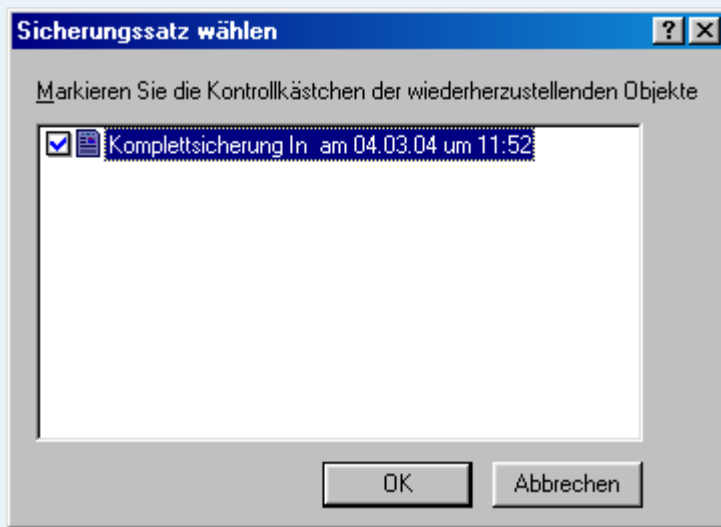 Sicherungssatz wählen
Markieren Sie die Kontrollkästchen der wiederherzustellenden Objekte
Komplettsicherung In am 04.03.04 um 11:52
OK
Abbrechen